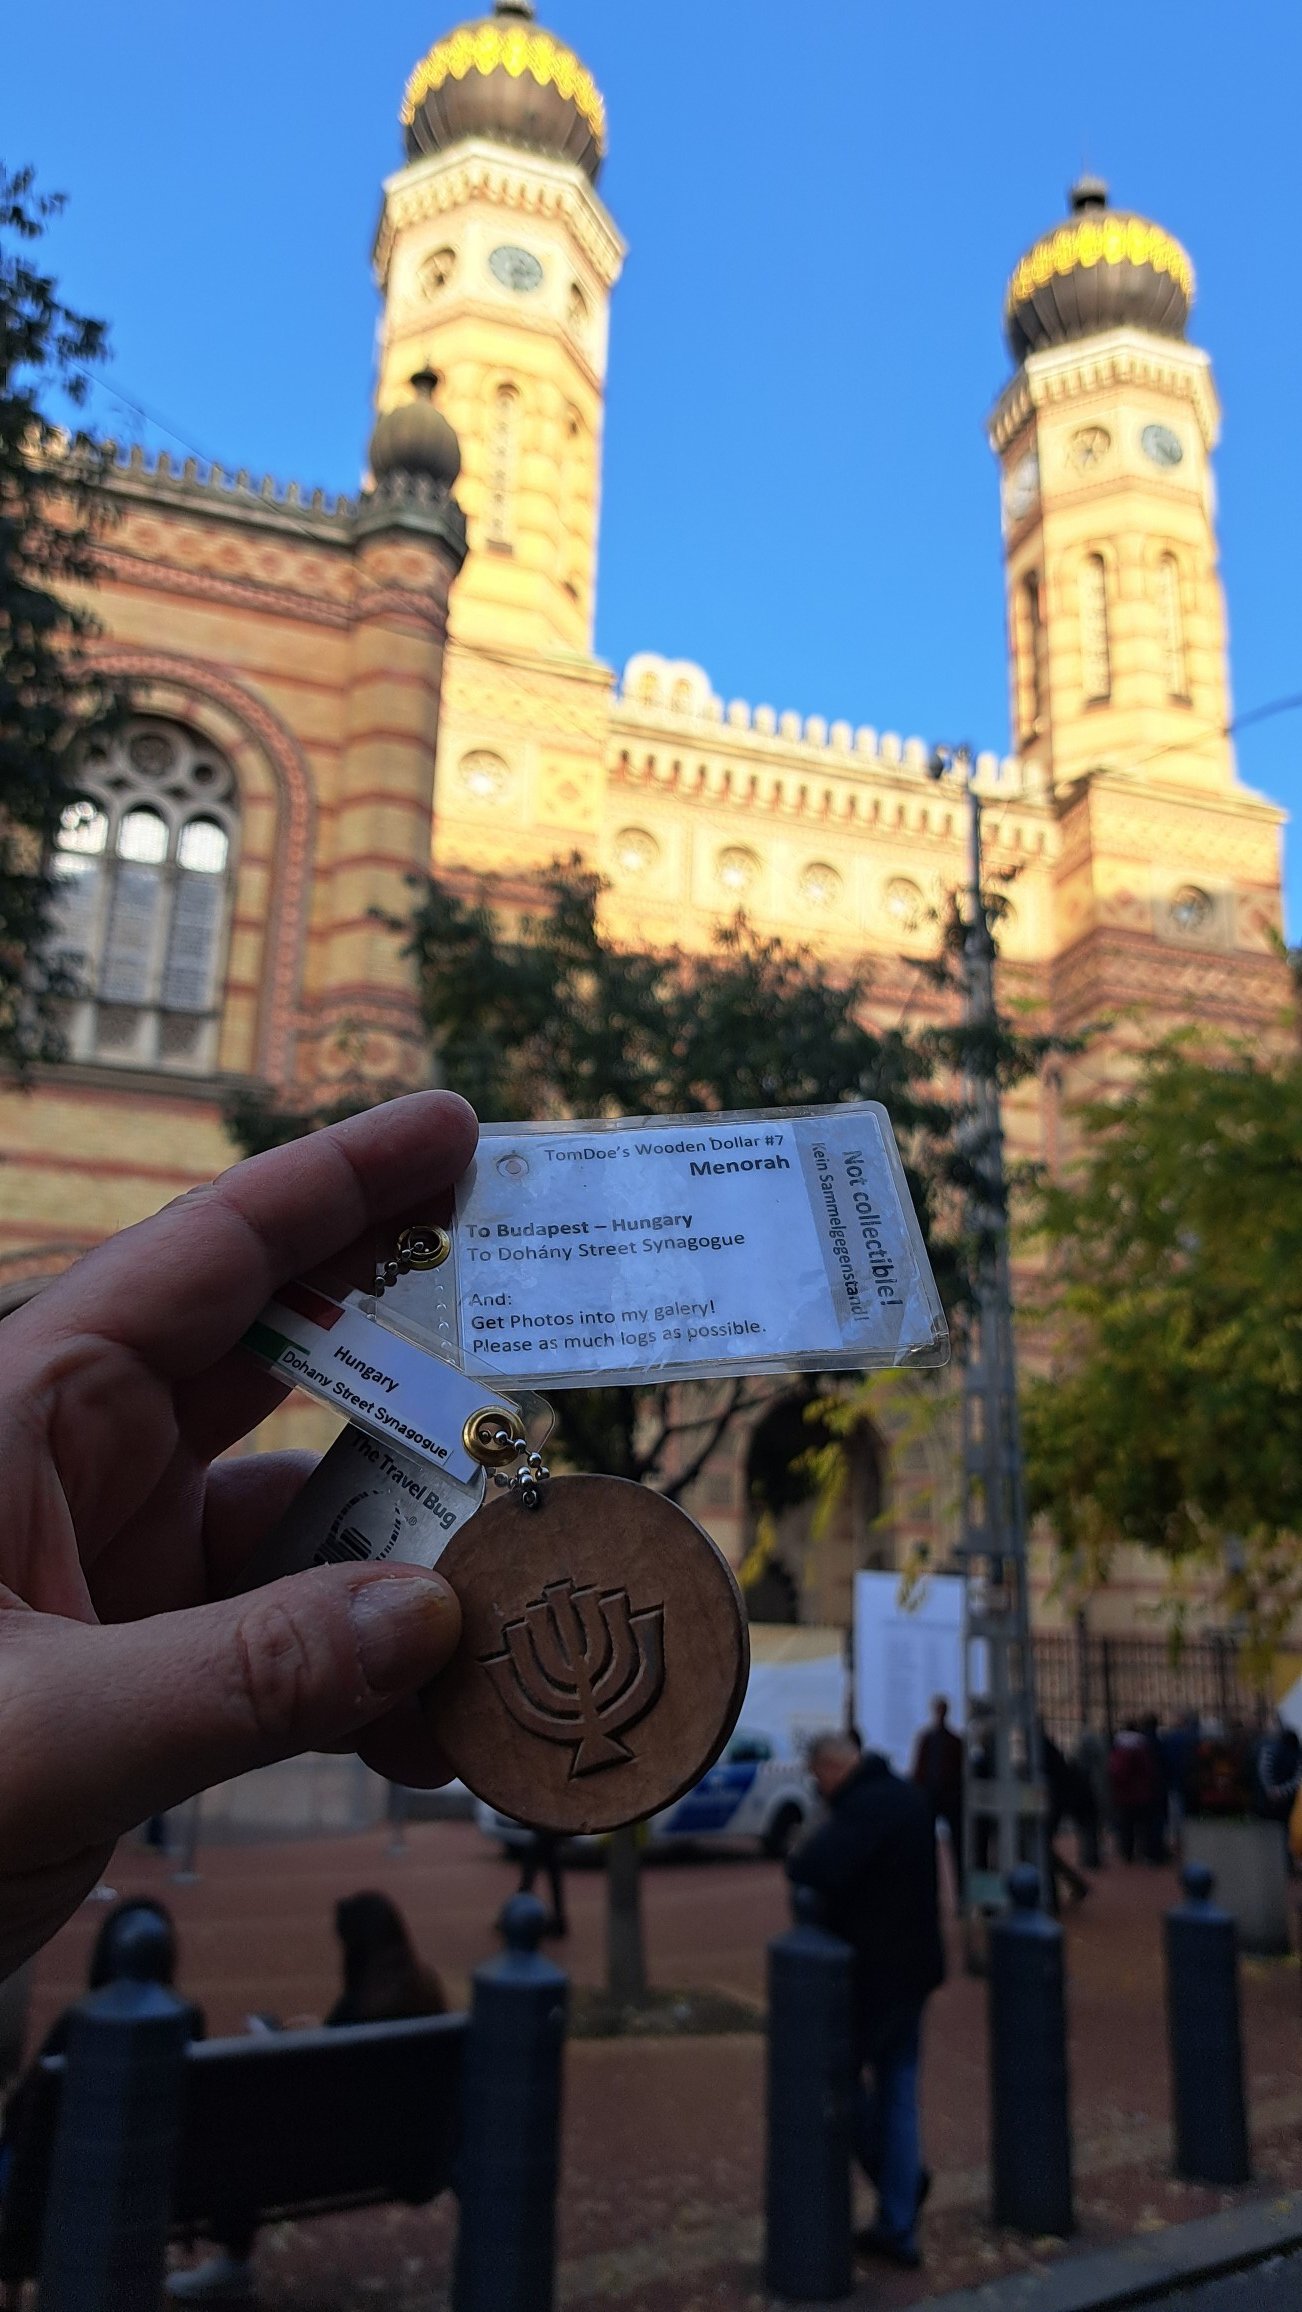 TomDoe's Wooden Dollar #7
Menorah
To Budapest – Hungary
To Dohány Street Synagogue
And:
Get Photos into my galery!
Please as much logs as possible.
Not collectible!
Kein Sammelgegenstand!
Hungary
Dohany Street Synagogue
The Travel Bug
®